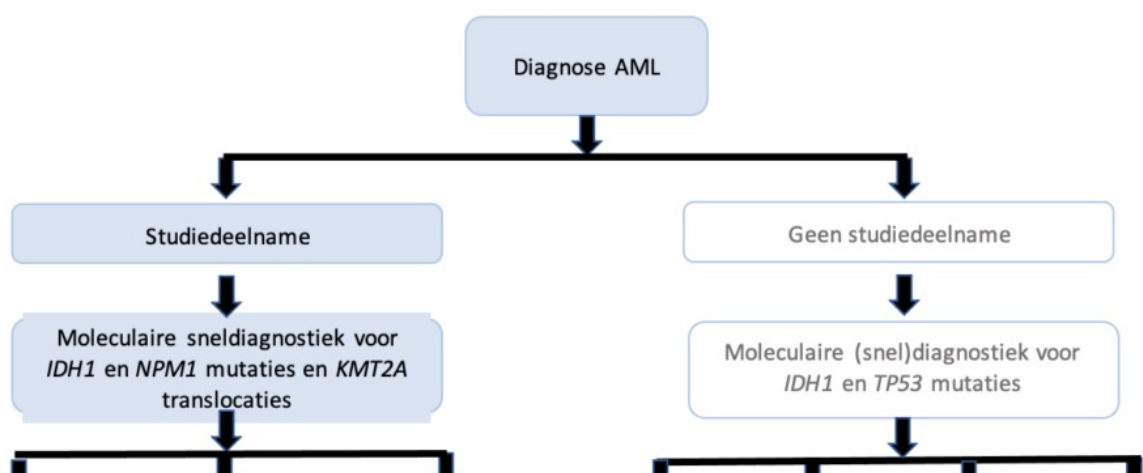 Diagnose AML
Studiedeelname
Geen studiedeelname
Moleculaire sneldiagnostiek voor
IDH1 en NPM1 mutaties en KMT2A
translocaties
Moleculaire (snel)diagnostiek voor
IDH1 en TP53 mutaties